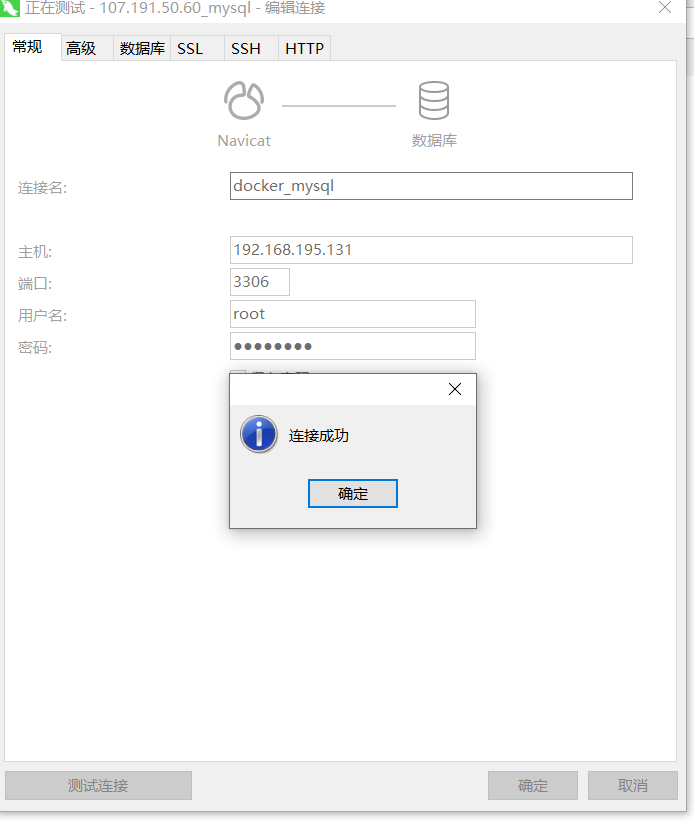 正在测试 - 107.191.50.60_mysql - 编辑连接
常规 高级 数据库 SSL SSH HTTP
Navicat 数据库
连接名: docker_mysql
主机: 192.168.195.131
端口: 3306
用户名: root
密码: ●●●●●●●●
连接成功
确定
测试连接 确定 取消